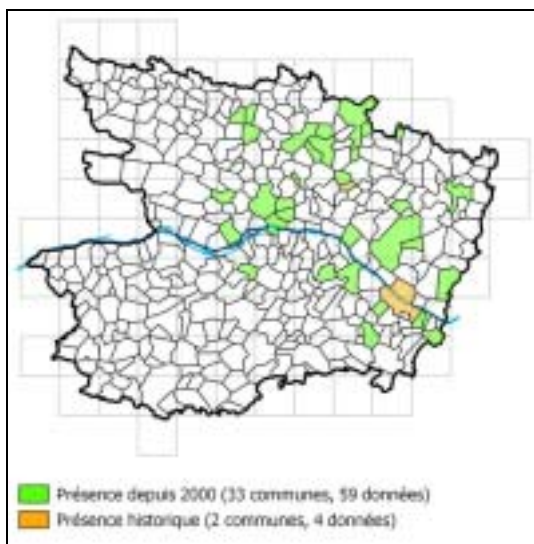 Présence depuis 2000 (33 communes, 59 données)
Présence historique (2 communes, 4 données)